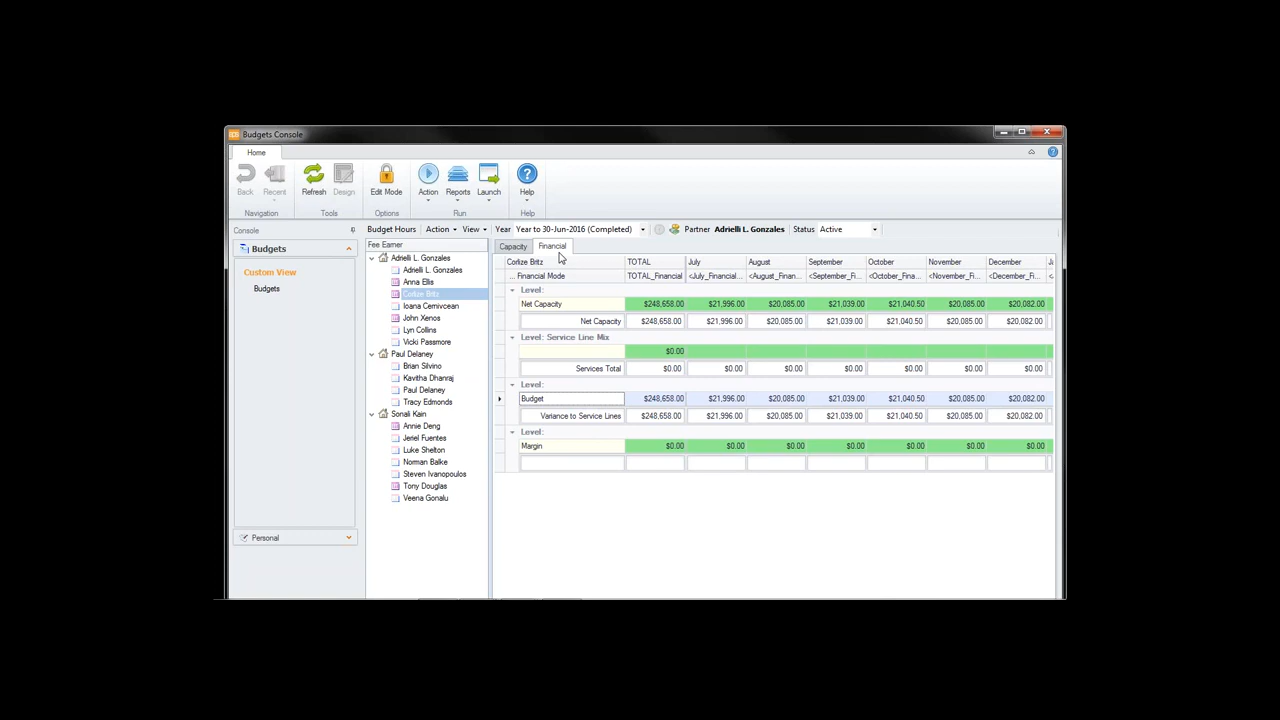 Budgets Console
Home
Back
Recent
Refresh
Design
Edit Mode
Action
Reports
Launch
Help
Navigation
Tools
Options
Run
Help
Console
Budget Hours Action View Year Year to 30-Jun-2016 (Completed) Partner Adrielli L. Gonzales Status Active
Budgets
Custom View
Budgets
Personal
Fee Earner
Adrielli L. Gonzales
Adrielli L. Gonzales
Anna Ellis
Corlize Britz
Ioana Cernivcean
John Xenos
Lyn Collins
Vicki Passmore
Paul Delaney
Brian Silvino
Kavitha Dhanraj
Paul Delaney
Tracy Edmonds
Sonali Kain
Annie Deng
Jeriel Fuentes
Luke Shelton
Norman Balke
Steven Ivanopoulos
Tony Douglas
Veena Gonalu
Capacity Financial
Corlize Britz TOTAL July August September October November December
... Financial Mode TOTAL_Financial <July_Financial... <August_Finan... <September_Fi... <October_Fina... <November_Fi... <December_Fi...
Level:
Net Capacity $248,658.00 $21,996.00 $20,085.00 $21,039.00 $21,040.50 $20,085.00 $20,082.00
Net Capacity $248,658.00 $21,996.00 $20,085.00 $21,039.00 $21,040.50 $20,085.00 $20,082.00
Level: Service Line Mix
$0.00
Services Total $0.00 $0.00 $0.00 $0.00 $0.00 $0.00 $0.00
Level:
Budget $248,658.00 $21,996.00 $20,085.00 $21,039.00 $21,040.50 $20,085.00 $20,082.00
Variance to Service Lines $248,658.00 $21,996.00 $20,085.00 $21,039.00 $21,040.50 $20,085.00 $20,082.00
Level:
Margin $0.00 $0.00 $0.00 $0.00 $0.00 $0.00 $0.00